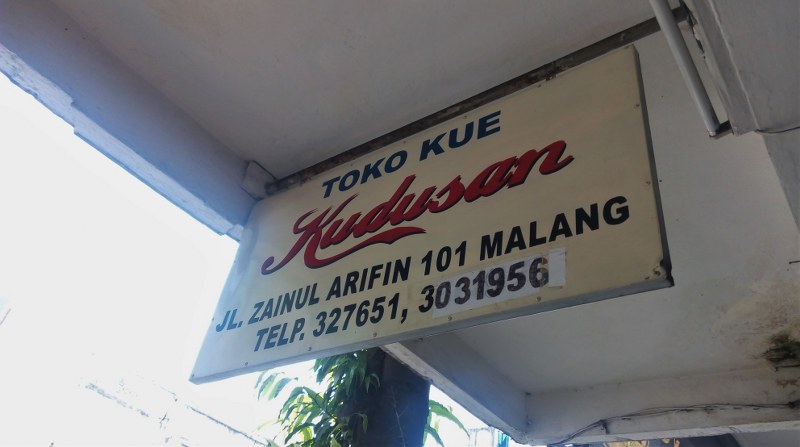 TOKO KUE
Kudusan
JL. ZAINUL ARIFIN 101 MALANG
TELP. 327651, 3031956